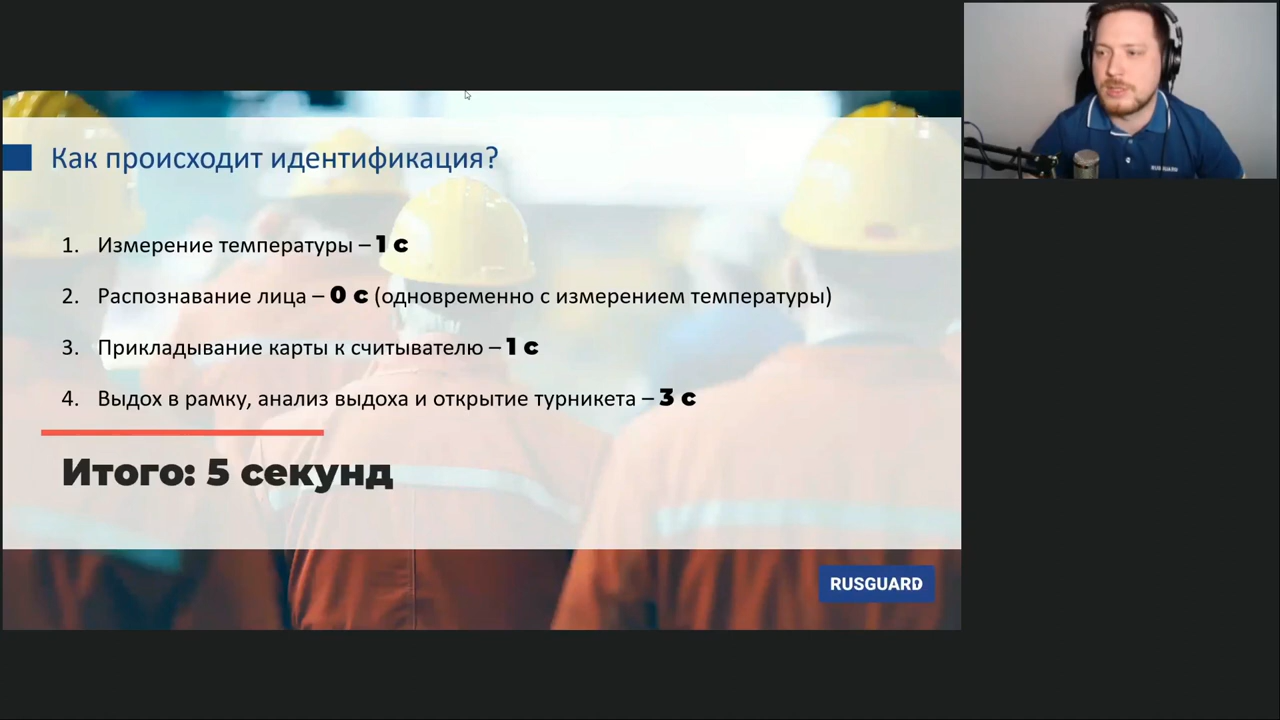 Как происходит идентификация?
1. Измерение температуры – 1 с
2. Распознавание лица – 0 с (одновременно с измерением температуры)
3. Прикладывание карты к считывателю – 1 с
4. Выдох в рамку, анализ выдоха и открытие турникета – 3 с
Итого: 5 секунд
RUSGUARD
RUSGUARD